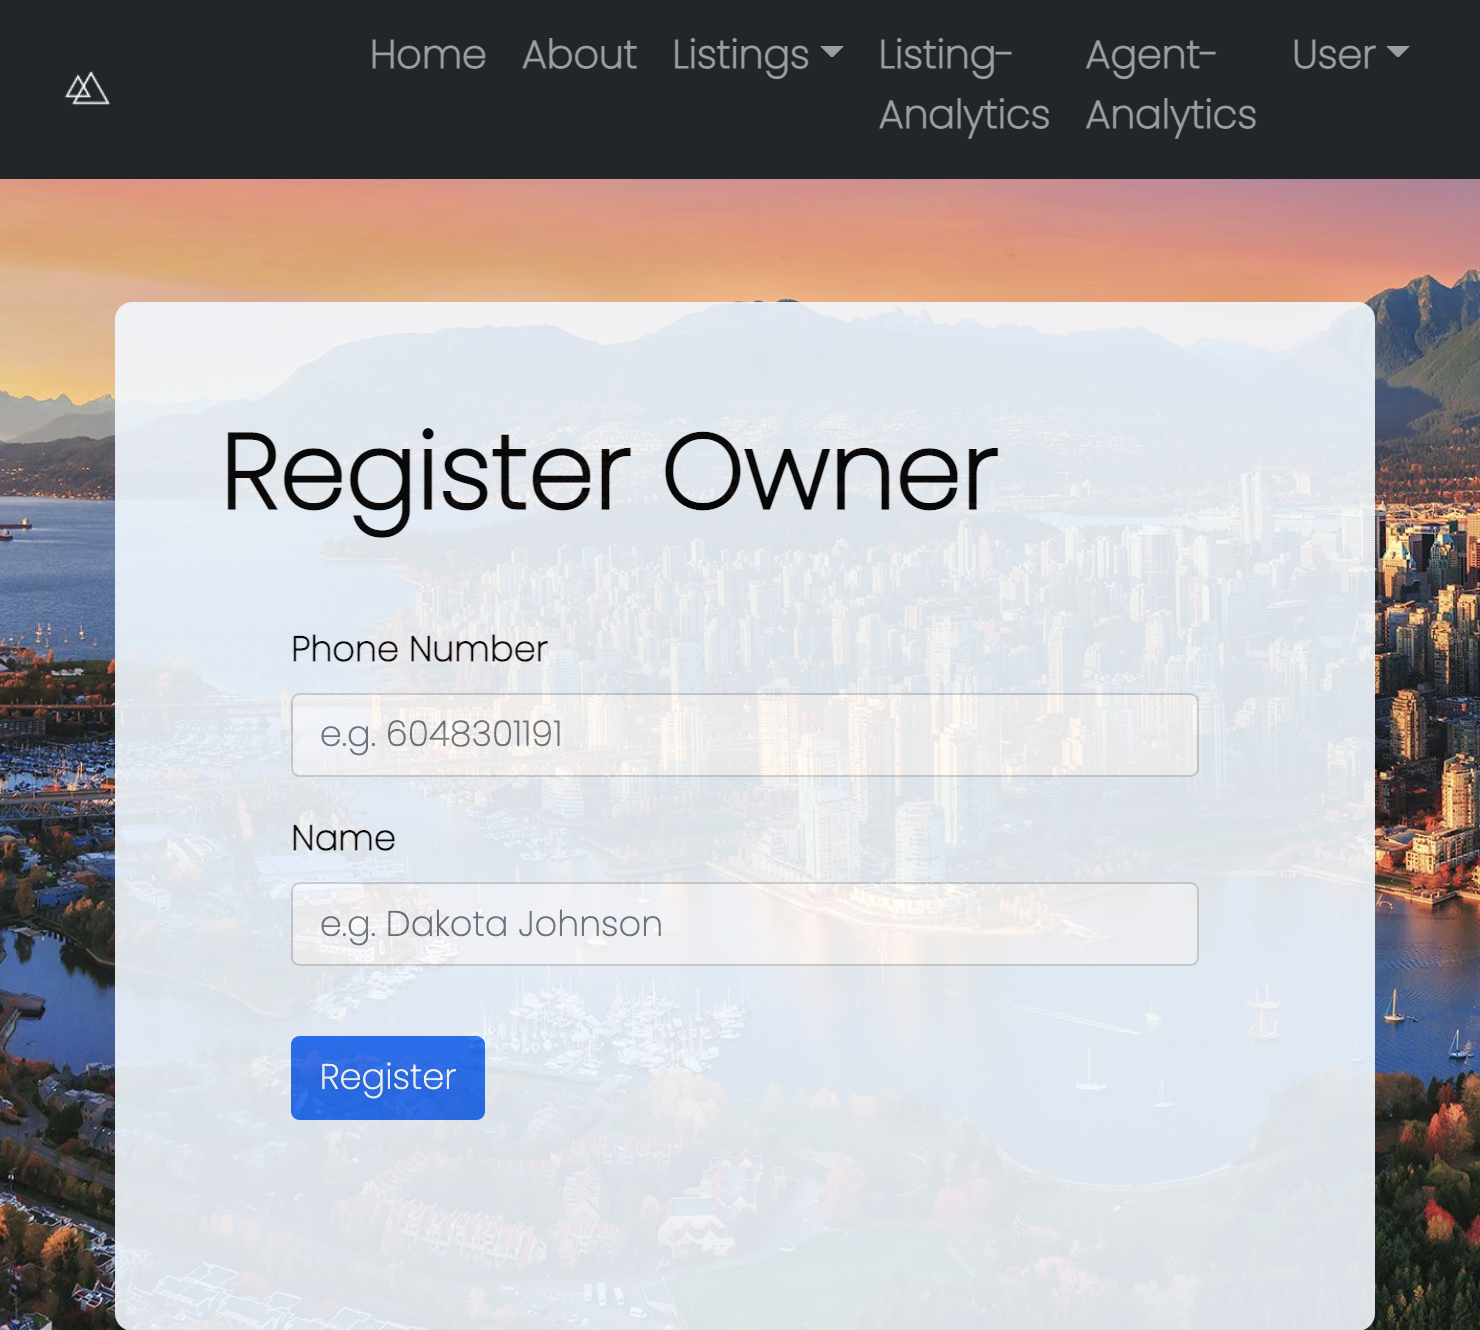 Home About Listings Listing- Agent- User
Analytics Analytics
Register Owner
Phone Number
e.g. 6048301191
Name
e.g. Dakota Johnson
Register